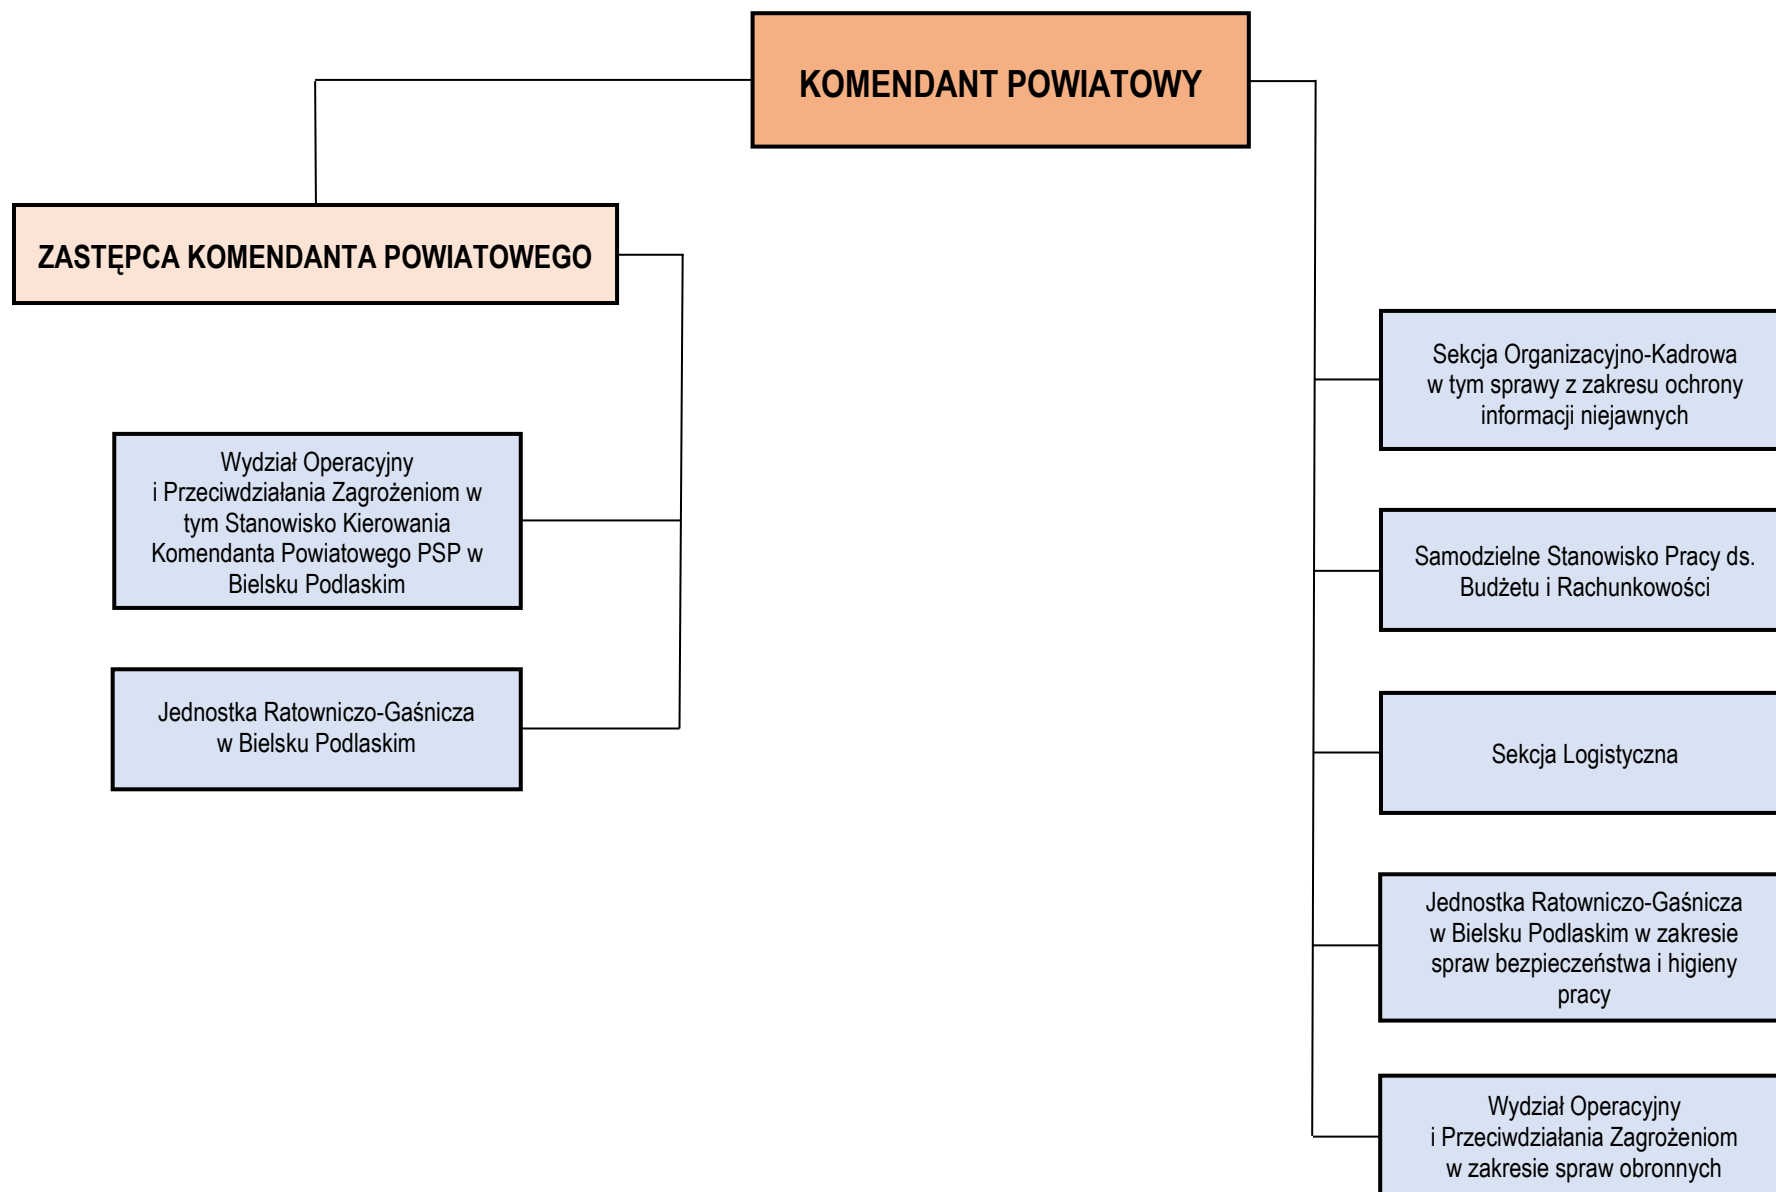 KOMENDANT POWIATOWY
ZASTĘPCA KOMENDANTA POWIATOWEGO
Wydział Operacyjny
i Przeciwdziałania Zagrożeniom w
tym Stanowisko Kierowania
Komendanta Powiatowego PSP w
Bielsku Podlaskim
Jednostka Ratowniczo-Gaśnicza
w Bielsku Podlaskim
Sekcja Organizacyjno-Kadrowa
w tym sprawy z zakresu ochrony
informacji niejawnych
Samodzielne Stanowisko Pracy ds.
Budżetu i Rachunkowości
Sekcja Logistyczna
Jednostka Ratowniczo-Gaśnicza
w Bielsku Podlaskim w zakresie
spraw bezpieczeństwa i higieny
pracy
Wydział Operacyjny
i Przeciwdziałania Zagrożeniom
w zakresie spraw obronnych